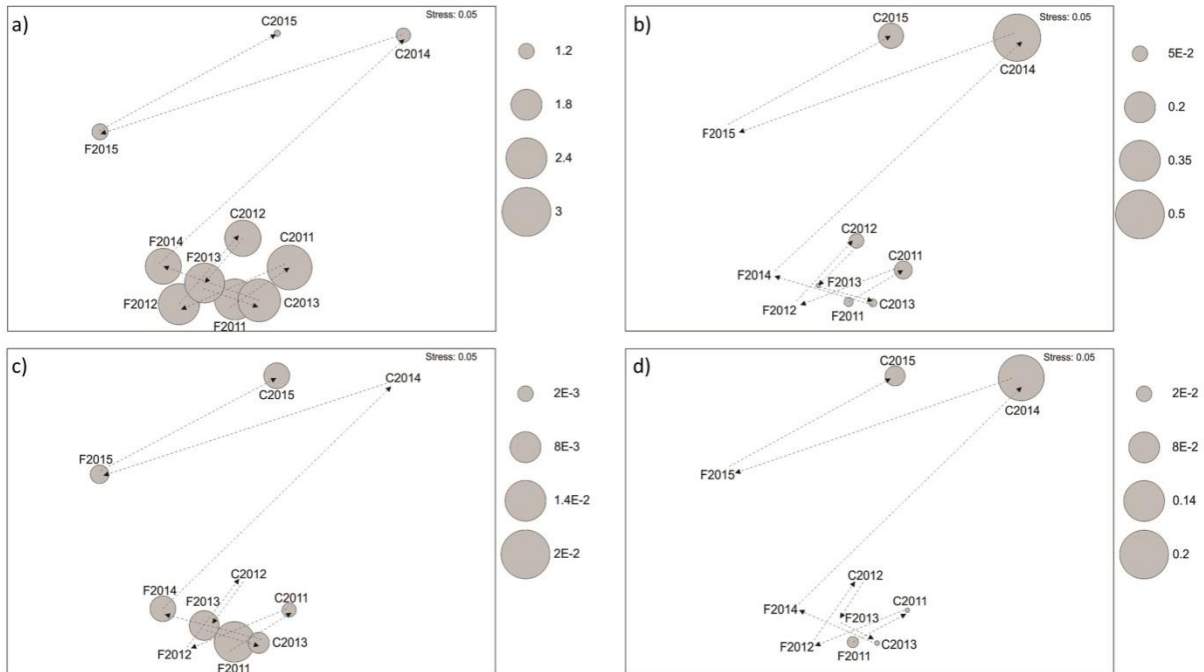 a)
Stress: 0.05
C2015
C2014
F2015
C2012
F2014
F2013
C2011
F2012
C2013
F2011
1.2
1.8
2.4
3
b)
Stress: 0.05
C2015
C2014
F2015
C2012
C2011
F2014
F2013
F2012
F2011
C2013
5E-2
0.2
0.35
0.5
c)
Stress: 0.05
C2014
C2015
F2015
C2012
F2014
F2013
C2011
C2013
F2012
F2011
2E-3
8E-3
1.4E-2
2E-2
d)
Stress: 0.05
C2015
C2014
F2015
C2012
C2011
F2014
F2013
C2013
F2012
F2011
2E-2
8E-2
0.14
0.2